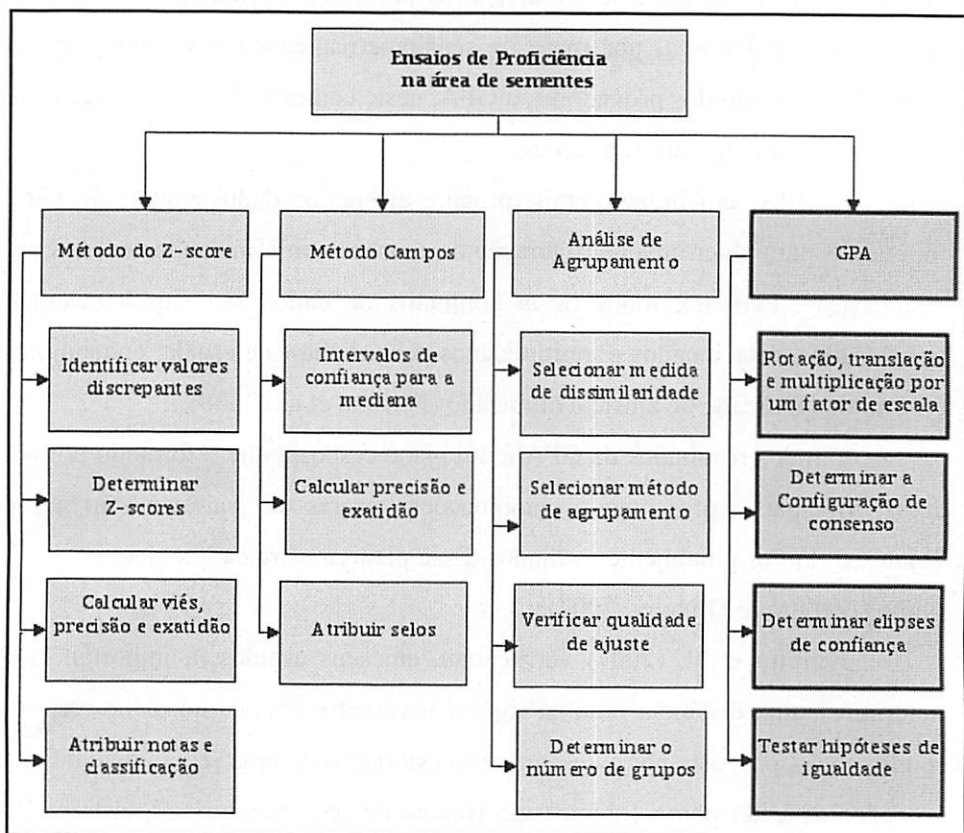 Ensaios de Proficiência
na área de sementes
Método do Z-score
Identificar valores
discrepantes
Determinar
Z-scores
Calcular viés,
precisão e exatidão
Atribuir notas e
classificação
Método Campos
Intervalos de
confiança para a
mediana
Calcular precisão e
exatidão
Atribuir selos
Análise de
Agrupamento
Selecionar medida
de dissimilaridade
Selecionar método
de agrupamento
Verificar qualidade
de ajuste
Determinar o
número de grupos
GPA
Rotação, translação
e multiplicação por
um fator de escala
Determinar a
Configuração de
consenso
Determinar elipses
de confiança
Testar hipóteses de
igualdade